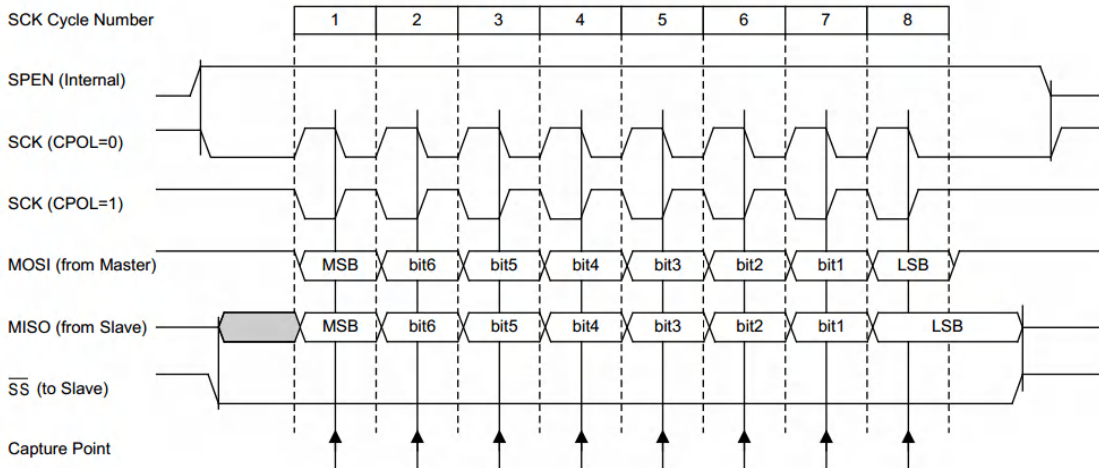 SCK Cycle Number 1 2 3 4 5 6 7 8
SPEN (Internal)
SCK (CPOL=0)
SCK (CPOL=1)
MOSI (from Master) MSB bit6 bit5 bit4 bit3 bit2 bit1 LSB
MISO (from Slave) MSB bit6 bit5 bit4 bit3 bit2 bit1 LSB
S̅S̅ (to Slave)
Capture Point